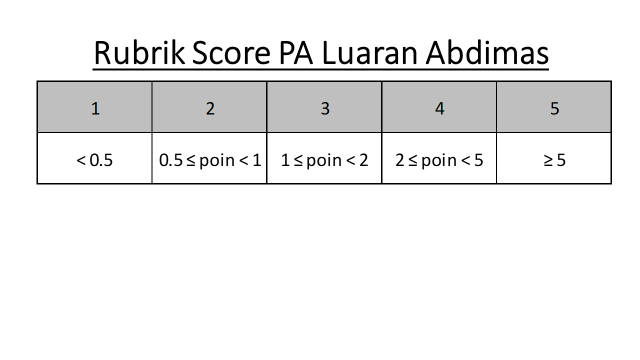 Rubrik Score PA Luaran Abdimas
1 2 3 4 5
< 0.5 0.5 ≤ poin < 1 1 ≤ poin < 2 2 ≤ poin < 5 ≥ 5